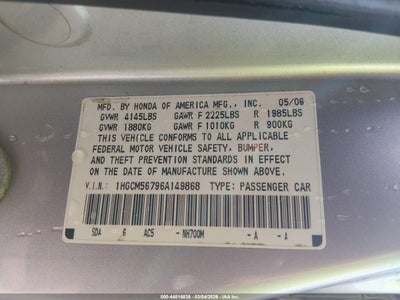 MFD. BY HONDA OF AMERICA MFG., INC. 05/06
GVWR 4145LBS GAWR F 2225LBS R 1985LBS
GVWR 1880KG GAWR F 1010KG R 900KG
THIS VEHICLE CONFORMS TO ALL APPLICABLE
FEDERAL MOTOR VEHICLE SAFETY, BUMPER,
AND THEFT PREVENTION STANDARDS IN EFFECT
ON THE DATE OF MANUFACTURE SHOWN ABOVE.
V.I.N.: 1HGCM56796A149868 TYPE: PASSENGER CAR
SDA 6 AC5 - NH700M - A - A
000-44518835 - 03/04/2026 - IAA Inc.